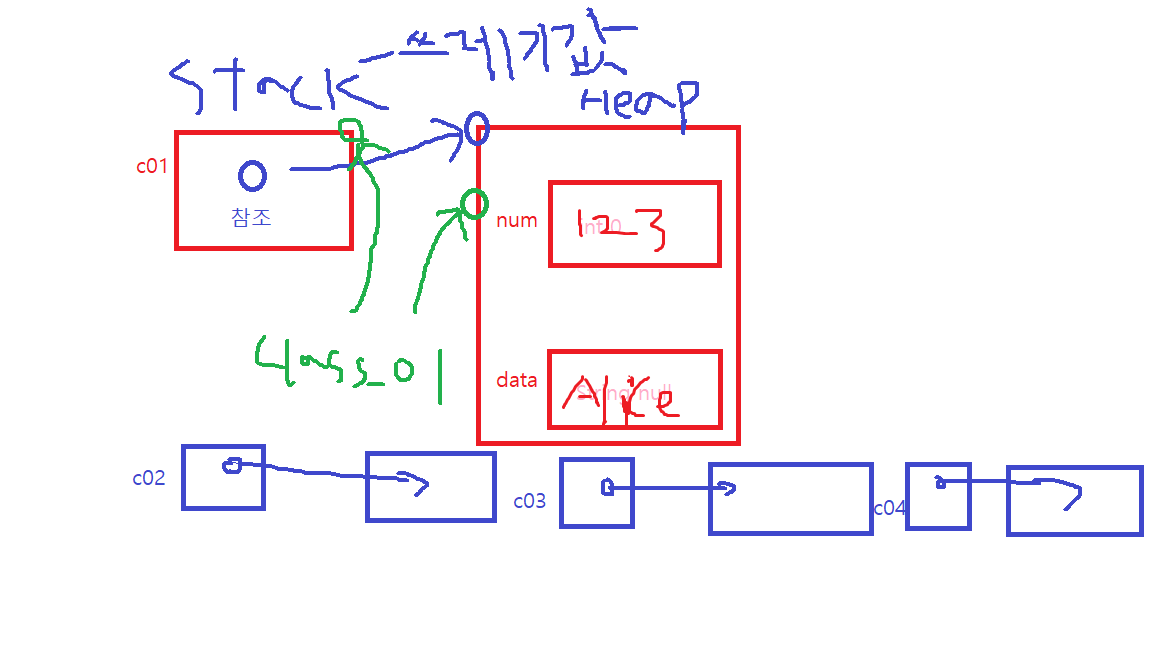 쓰레기값
Stack
Heap
c01
참조
num
int 0
123
class_01
data
String null
Alice
c02
c03
c04